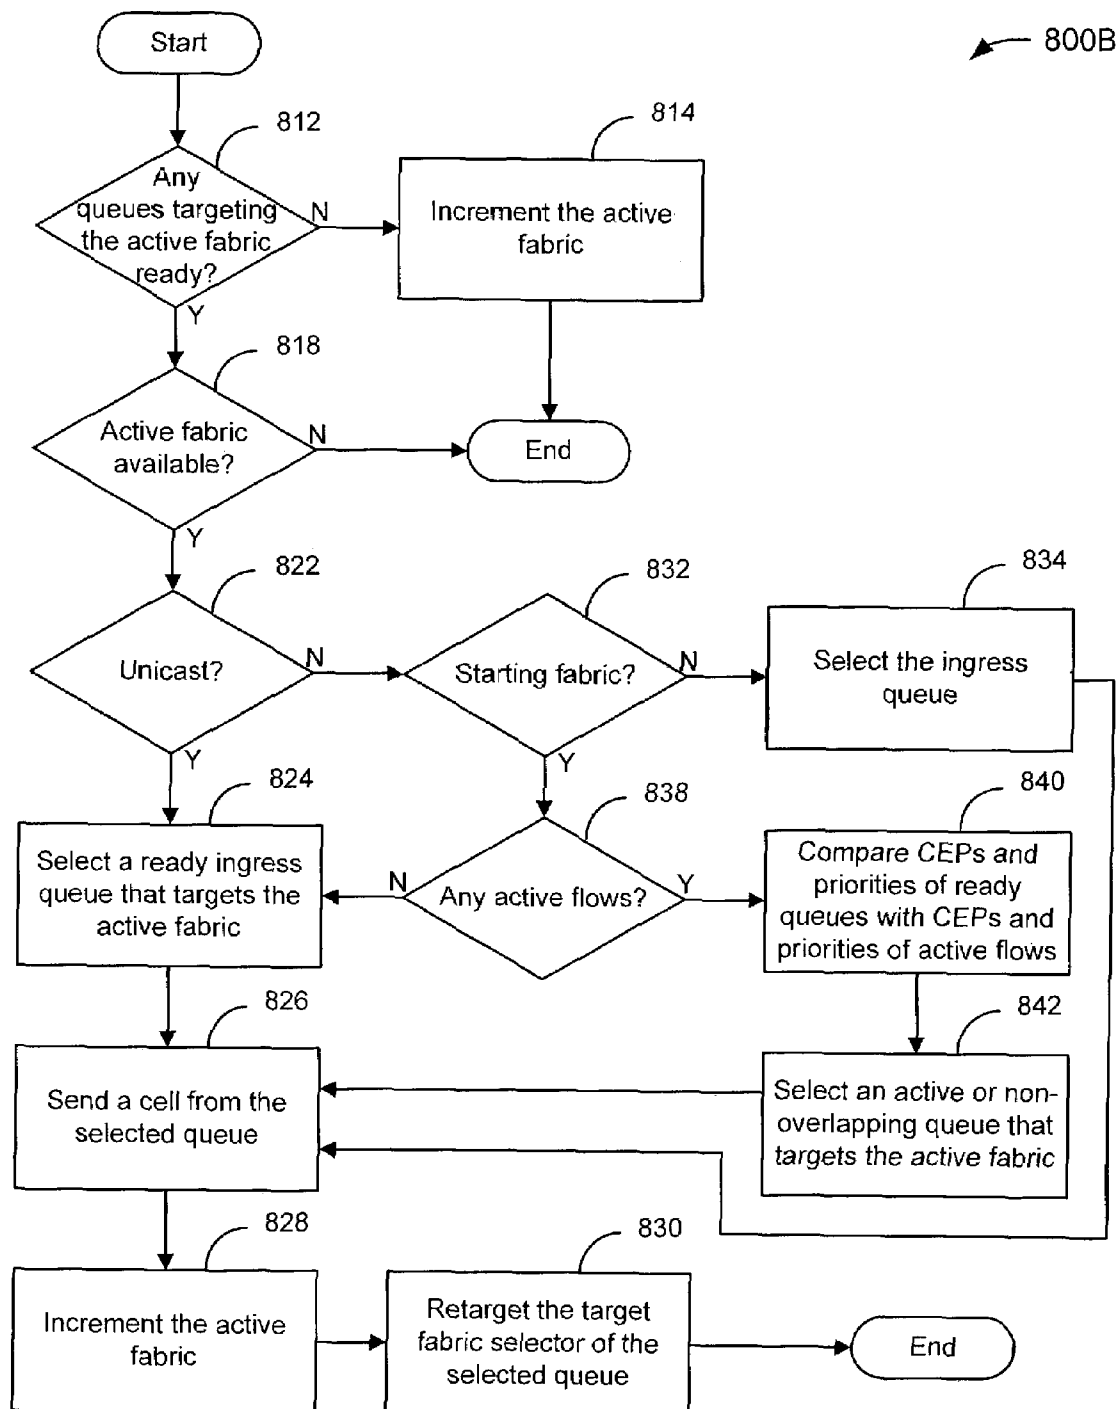 Start
800B
812
Any
queues targeting
the active fabric
ready?
N
Y
814
Increment the active
fabric
818
Active fabric
available?
N
Y
End
822
Unicast?
N
Y
832
Starting fabric?
N
Y
834
Select the ingress
queue
824
Select a ready ingress
queue that targets the
active fabric
838
Any active flows?
N
Y
840
Compare CEPs and
priorities of ready
queues with CEPs and
priorities of active flows
826
Send a cell from the
selected queue
842
Select an active or non-
overlapping queue that
targets the active fabric
828
Increment the active
fabric
830
Retarget the target
fabric selector of the
selected queue
End